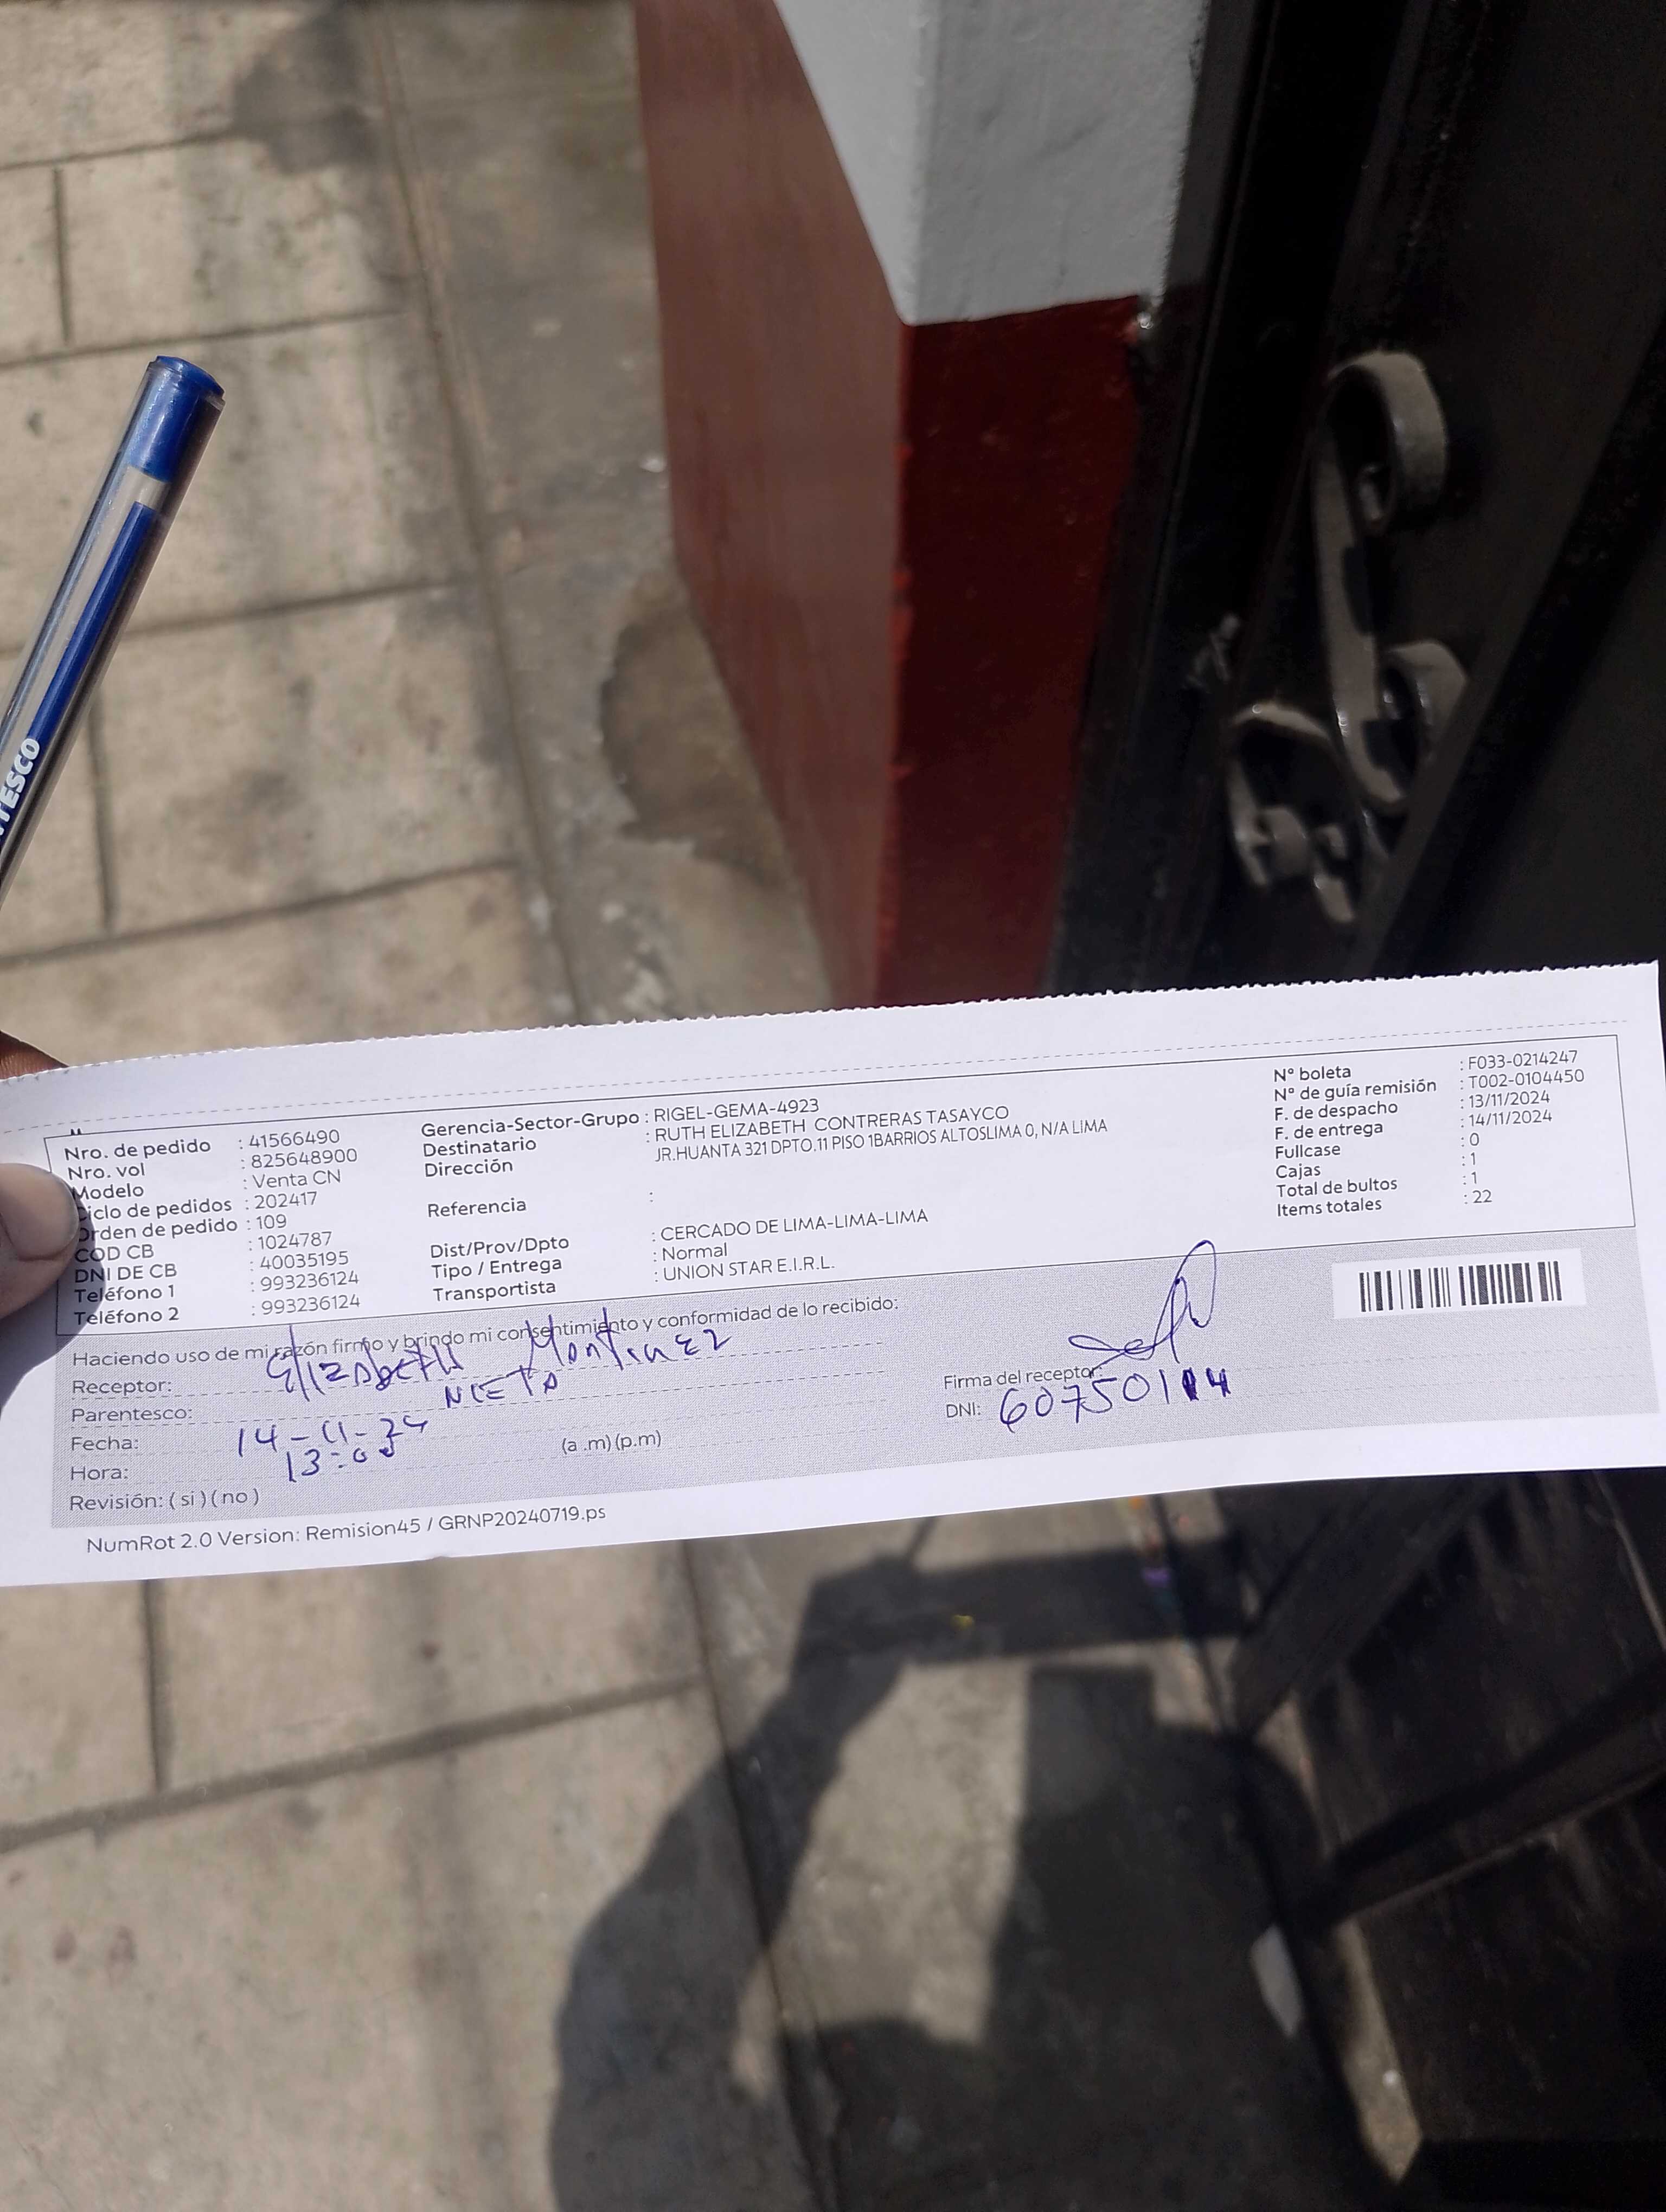 TESCO
Nro. de pedido : 41566490
Nro. vol : 825648900
Modelo : Venta CN
Ciclo de pedidos : 202417
Orden de pedido : 109
COD CB : 1024787
DNI DE CB : 40035195
Teléfono 1 : 993236124
Teléfono 2 : 993236124
Gerencia-Sector-Grupo : RIGEL-GEMA-4923
Destinatario : RUTH ELIZABETH CONTRERAS TASAYCO
Dirección JR.HUANTA 321 DPTO.11 PISO 1BARRIOS ALTOSLIMA 0, N/A LIMA
Referencia :
Dist/Prov/Dpto : CERCADO DE LIMA-LIMA-LIMA
Tipo / Entrega : Normal
Transportista : UNION STAR E.I.R.L.
N° boleta : F033-0214247
N° de guía remisión : T002-0104450
F. de despacho : 13/11/2024
F. de entrega : 14/11/2024
Fullcase : 0
Cajas : 1
Total de bultos : 1
Items totales : 22
Haciendo uso de mi razón firmo y brindo mi consentimiento y conformidad de lo recibido:
Receptor: Elizabeth Montinez
Parentesco: NIETA
Fecha: 14-11-24
Hora: (a .m) (p.m)
Revisión: ( si ) ( no )
Firma del receptor:
DNI:
NumRot 2.0 Version: Remision45 / GRNP20240719.ps